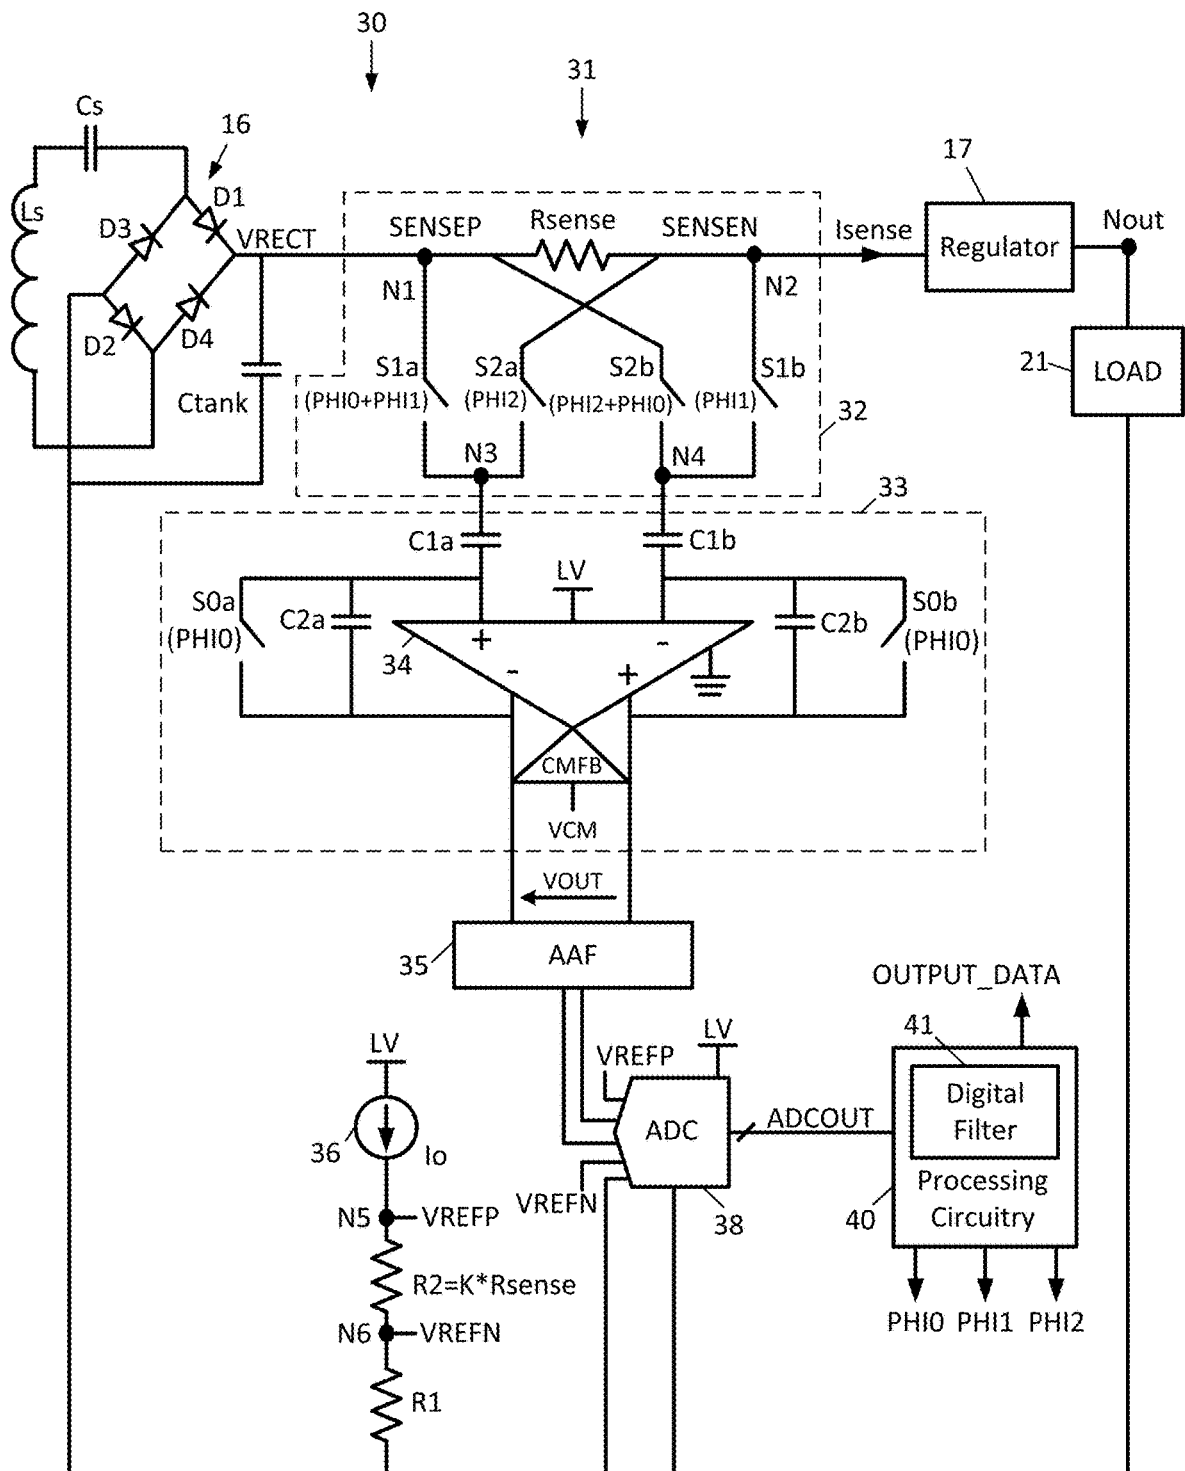 30
31
Cs
16
17
Ls
D1
D3
VRECT
SENSEP
Rsense
SENSEN
Isense
Regulator
Nout
N1
N2
D2
D4
Ctank
S1a
(PHI0+PHI1)
S2a
(PHI2)
S2b
(PHI2+PHI0)
S1b
(PHI1)
21
LOAD
32
N3
N4
33
C1a
C1b
LV
S0a
(PHI0)
C2a
+
-
C2b
S0b
(PHI0)
34
-
+
CMFB
VCM
VOUT
35
AAF
OUTPUT_DATA
LV
LV
41
VREFP
Digital
Filter
ADC
ADCOUT
36
Io
Processing
Circuitry
VREFN
38
40
N5
VREFP
R2=K*Rsense
PHI0
PHI1
PHI2
N6
VREFN
R1